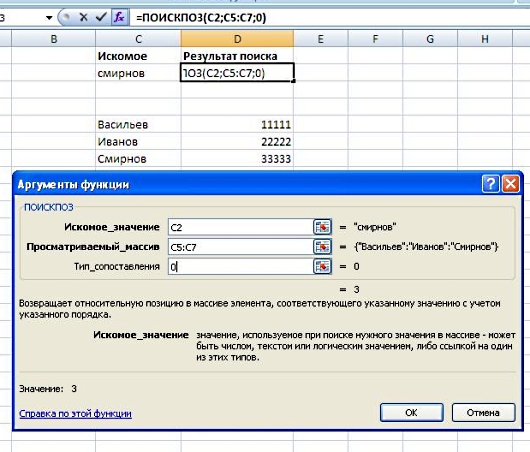 3 fx =ПОИСКПОЗ(C2;C5:C7;0)
B C D E F G H
Искомое Результат поиска
смирнов ПОЗ(C2;C5:C7;0)
Васильев 11111
Иванов 22222
Смирнов 33333
Аргументы функции
ПОИСКПОЗ
Искомое_значение C2 = "смирнов"
Просматриваемый_массив C5:C7 = {"Васильев":"Иванов":"Смирнов"}
Тип_сопоставления 0 = 0
= 3
Возвращает относительную позицию в массиве элемента, соответствующего указанному значению с учетом
указанного порядка.
Искомое_значение значение, используемое при поиске нужного значения в массиве - может
быть числом, текстом или логическим значением, либо ссылкой на один
из этих типов.
Значение: 3
Справка по этой функции ОК Отмена